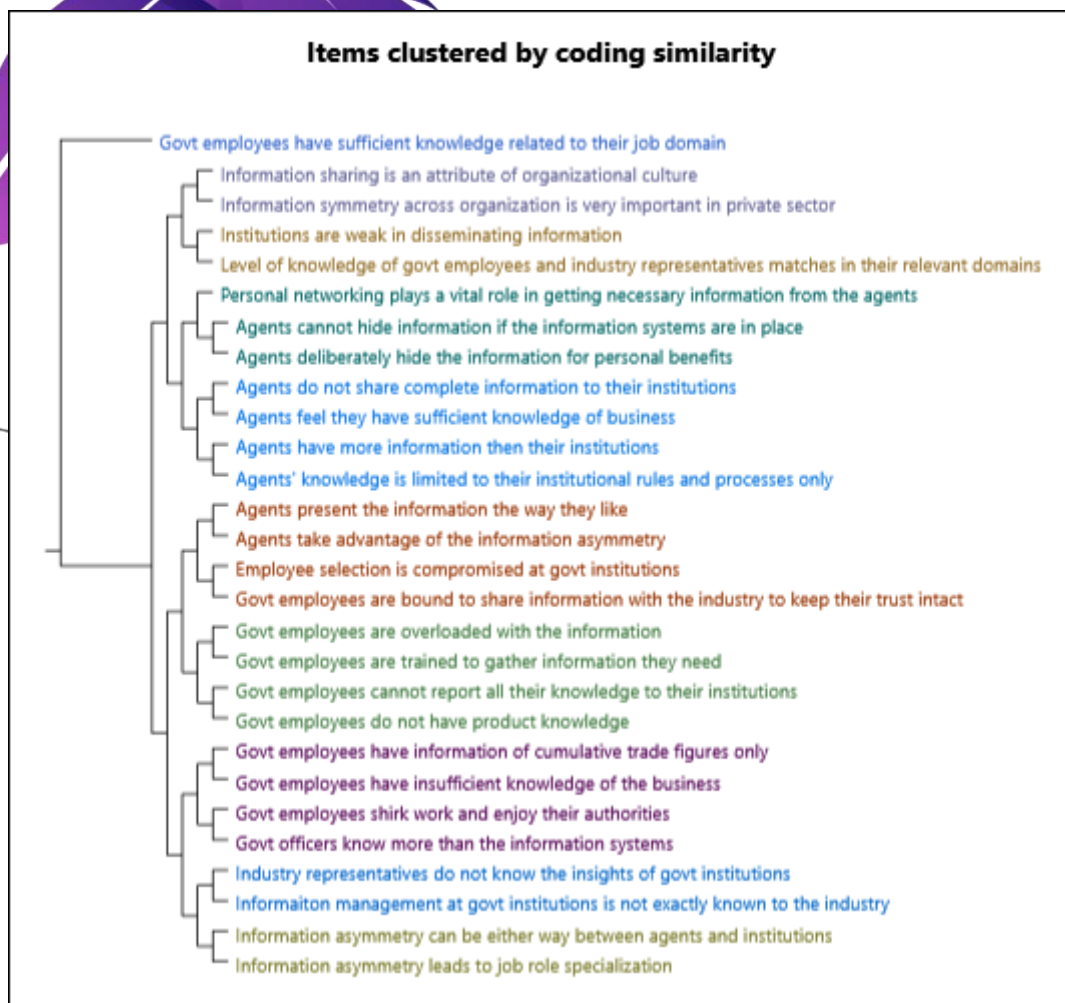 Items clustered by coding similarity
Govt employees have sufficient knowledge related to their job domain
Information sharing is an attribute of organizational culture
Information symmetry across organization is very important in private sector
Institutions are weak in disseminating information
Level of knowledge of govt employees and industry representatives matches in their relevant domains
Personal networking plays a vital role in getting necessary information from the agents
Agents cannot hide information if the information systems are in place
Agents deliberately hide the information for personal benefits
Agents do not share complete information to their institutions
Agents feel they have sufficient knowledge of business
Agents have more information then their institutions
Agents' knowledge is limited to their institutional rules and processes only
Agents present the information the way they like
Agents take advantage of the information asymmetry
Employee selection is compromised at govt institutions
Govt employees are bound to share information with the industry to keep their trust intact
Govt employees are overloaded with the information
Govt employees are trained to gather information they need
Govt employees cannot report all their knowledge to their institutions
Govt employees do not have product knowledge
Govt employees have information of cumulative trade figures only
Govt employees have insufficient knowledge of the business
Govt employees shirk work and enjoy their authorities
Govt officers know more than the information systems
Industry representatives do not know the insights of govt institutions
Informaiton management at govt institutions is not exactly known to the industry
Information asymmetry can be either way between agents and institutions
Information asymmetry leads to job role specialization